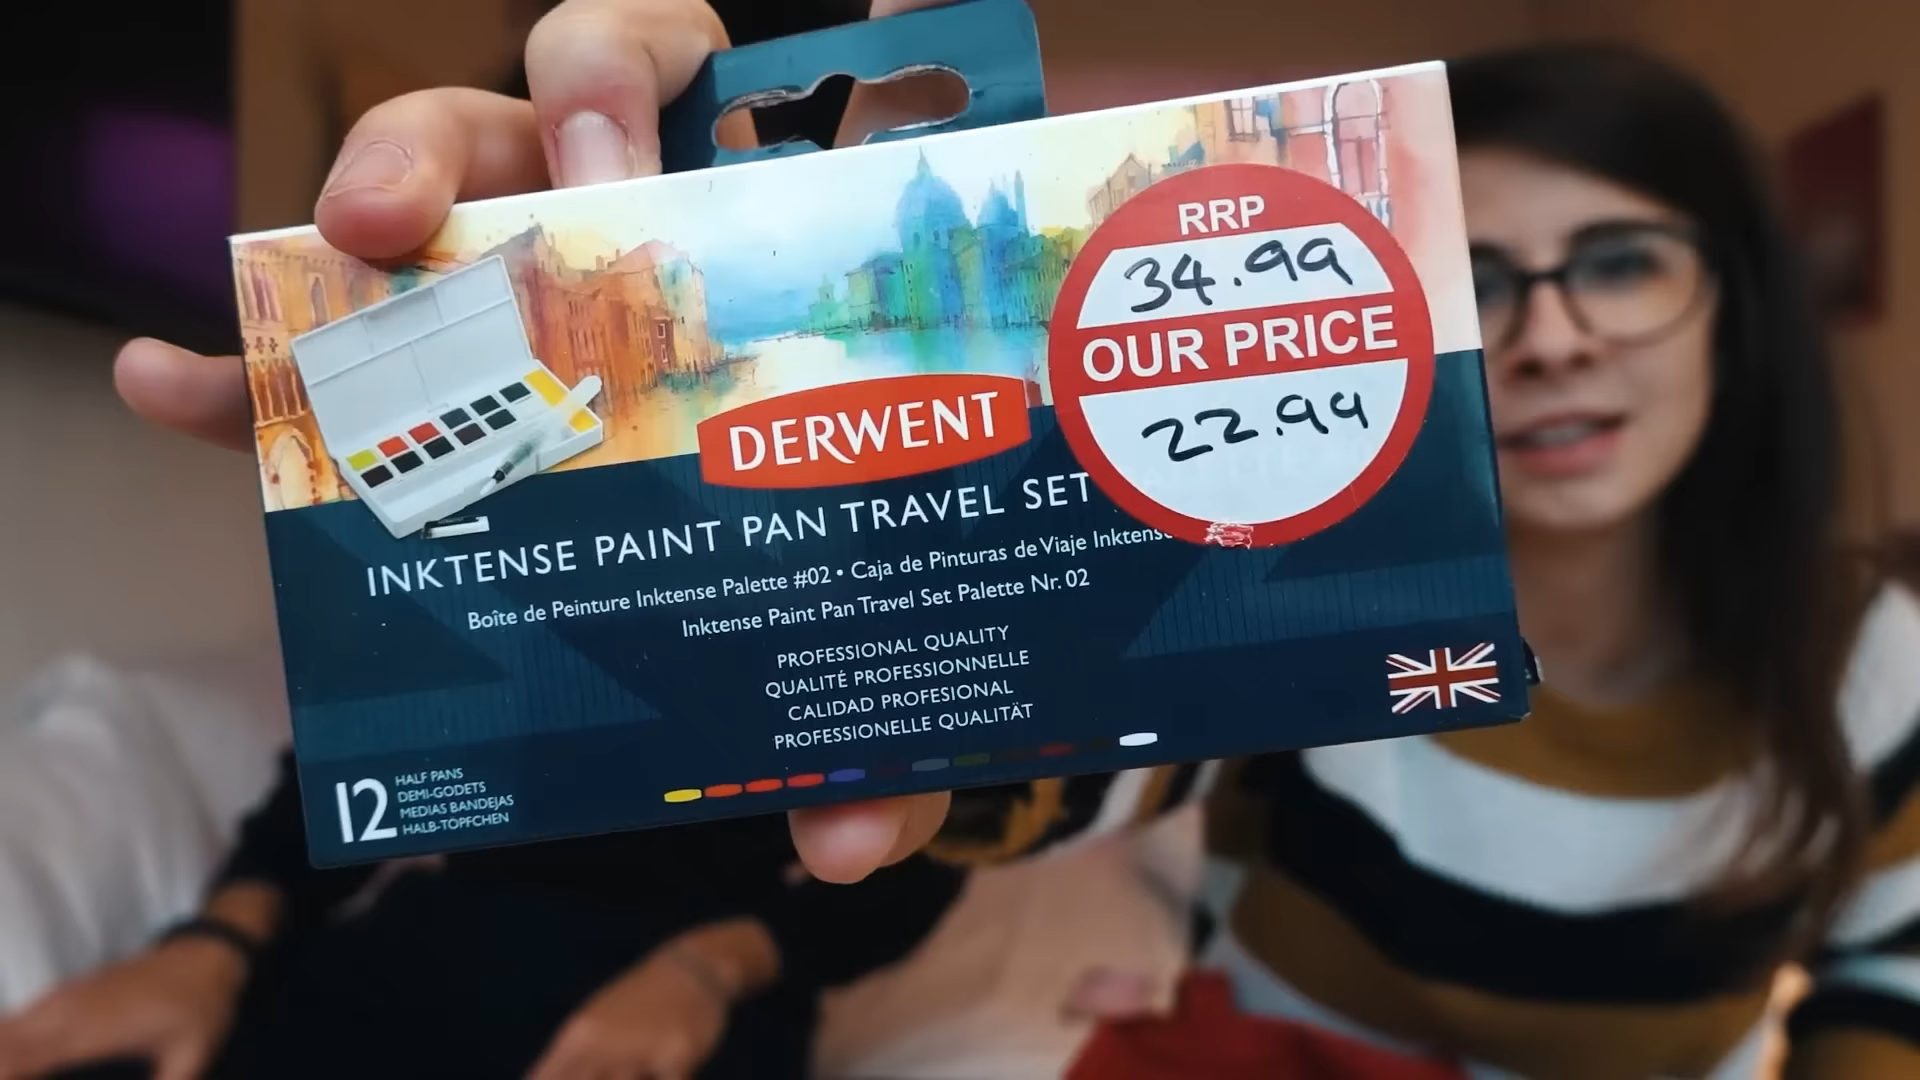 RRP
34.99
OUR PRICE
22.99
DERWENT
INKTENSE PAINT PAN TRAVEL SET
Boîte de Peinture Inktense Palette #02 • Caja de Pinturas de Viaje Inktense
Inktense Paint Pan Travel Set Palette Nr. 02
PROFESSIONAL QUALITY
QUALITÉ PROFESSIONNELLE
CALIDAD PROFESIONAL
PROFESSIONELLE QUALITÄT
12
HALF PANS
DEMI-GODETS
MEDIAS BANDEJAS
HALB-TÖPFCHEN